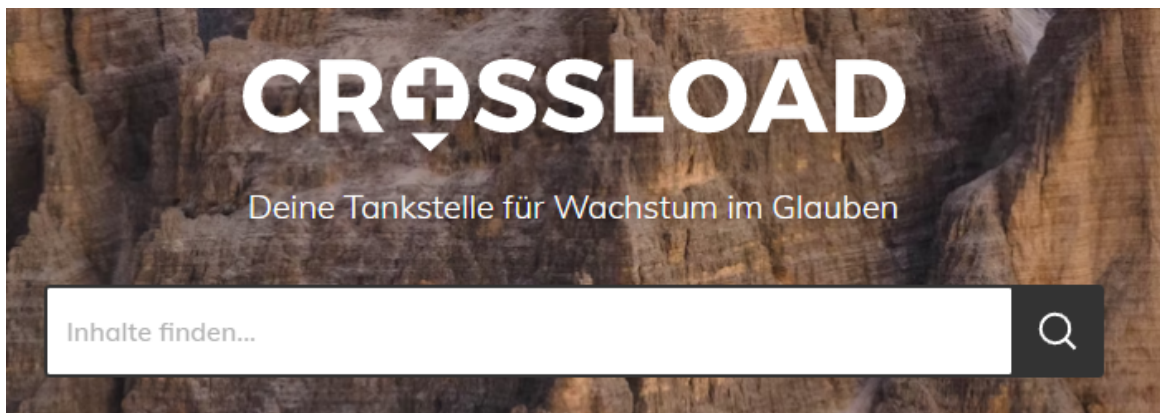 CROSSLOAD
Deine Tankstelle für Wachstum im Glauben
Inhalte finden...